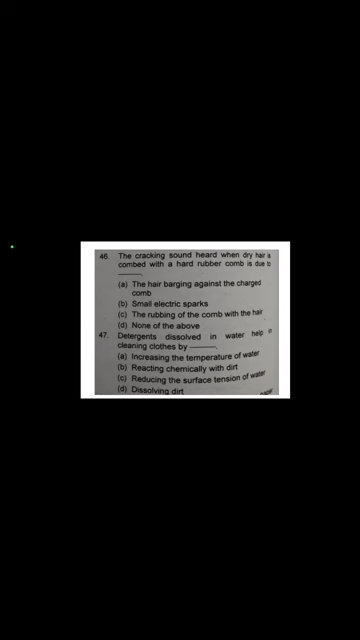 46. The cracking sound heard when dry hair is
combed with a hard rubber comb is due to
______.
(a) The hair barging against the charged
comb
(b) Small electric sparks
(c) The rubbing of the comb with the hair
(d) None of the above
47. Detergents dissolved in water help in
cleaning clothes by ______.
(a) Increasing the temperature of water
(b) Reacting chemically with dirt
(c) Reducing the surface tension of water
(d) Dissolving dirt